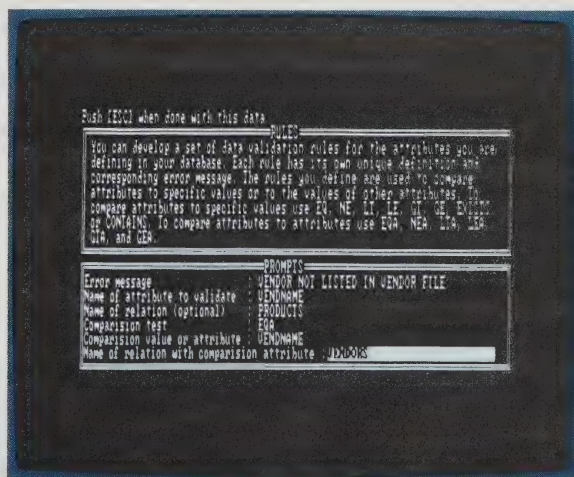 Push [ESC] when done with this data
RULES
You can develop a set of data validation rules for the attributes you are
defining in your database. Each rule has its own unique definition and
corresponding error message. The rules you define are used to compare
attributes to specific values or to the values of other attributes. To
compare attributes to specific values use EQ, NE, LT, LE, GT, GE, EXISTS
or CONTAINS. To compare attributes to attributes use EQA, NEA, LTA, LEA,
GTA, and GEA.
PROMPTS
Error message : VENDOR NOT LISTED IN VENDOR FILE
Name of attribute to validate : VENDNAME
Name of relation (optional) : PRODUCTS
Comparision test : EQA
Comparision value or attribute : VENDNAME
Name of relation with comparision attribute :VENDORS